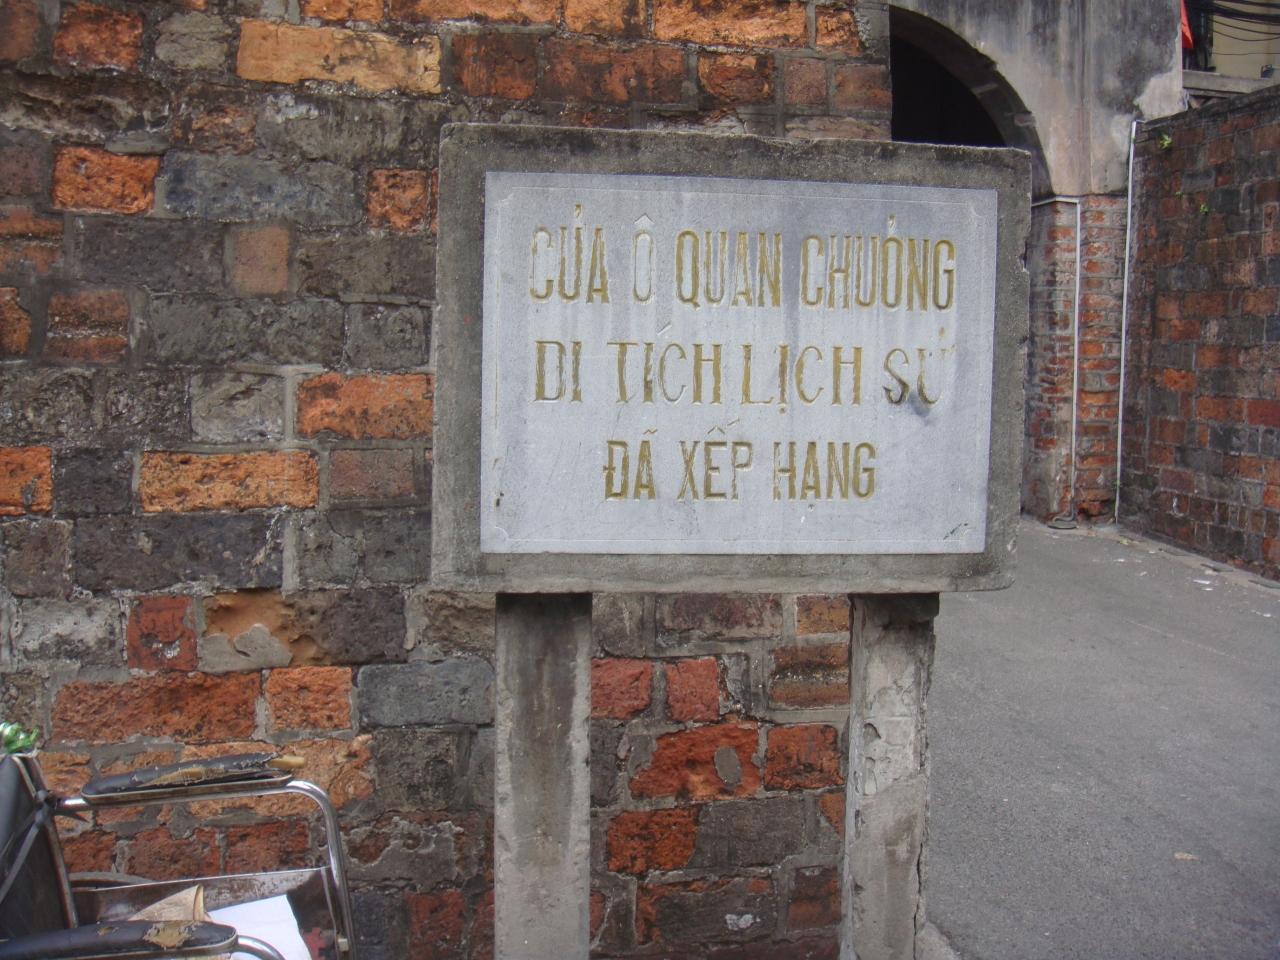 CỬA Ô QUAN CHƯỞNG
DI TÍCH LỊCH SỬ
ĐÃ XẾP HẠNG